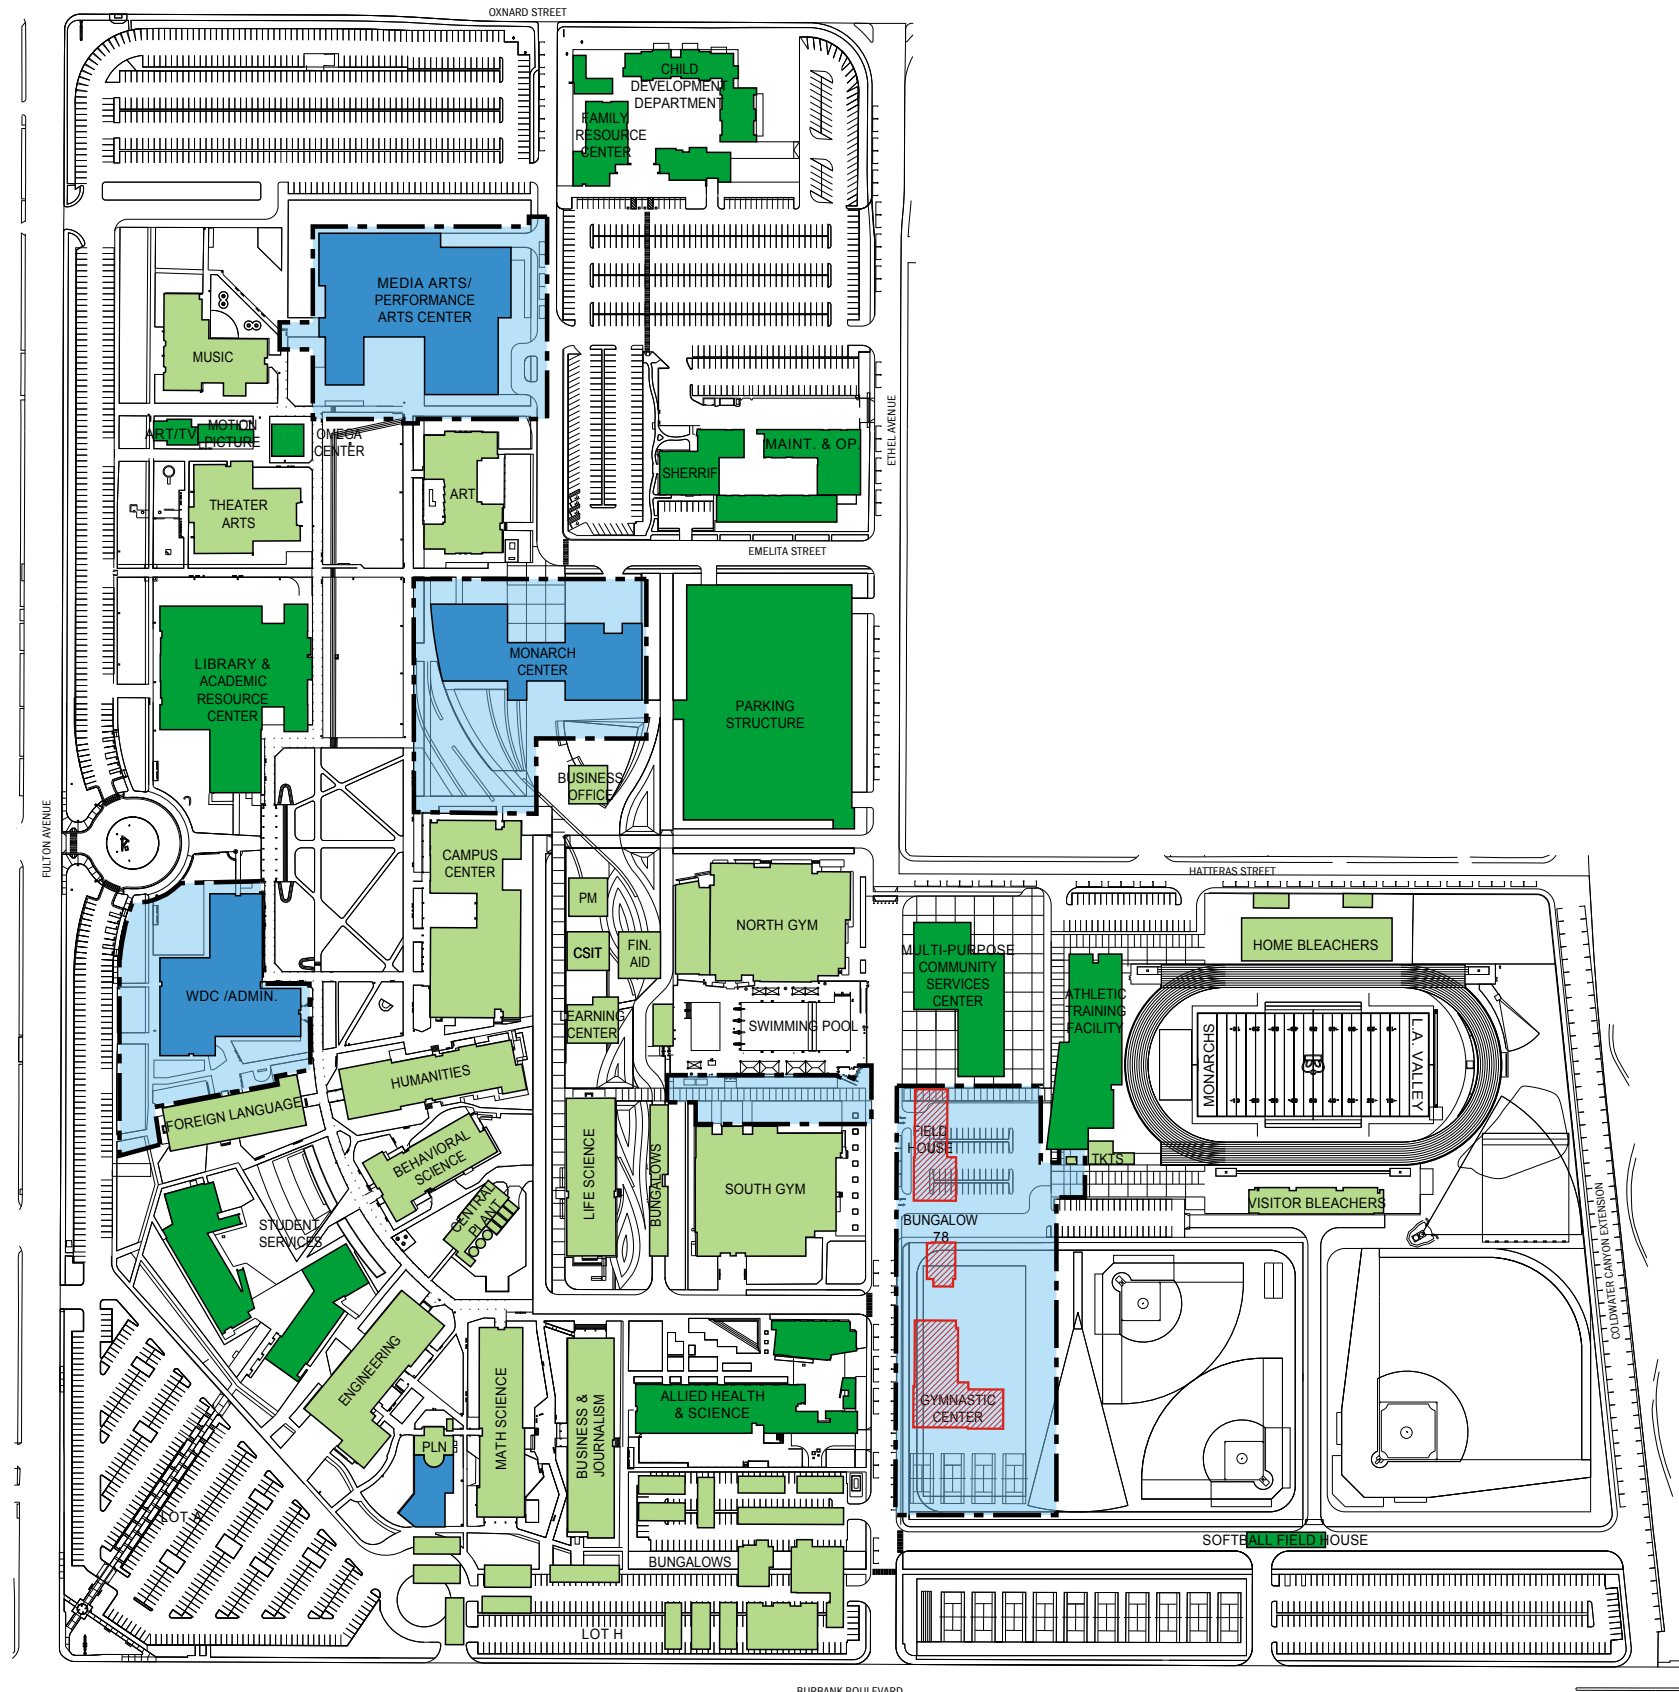 OXNARD STREET
CHILD
DEVELOPMENT
DEPARTMENT
FAMILY
RESOURCE
CENTER
MEDIA ARTS/
PERFORMANCE
ARTS CENTER
MUSIC
ART/TV
MOTION
PICTURE
OMEGA
CENTER
THEATER
ARTS
ART
SHERRIF
MAINT. & OP.
ETHEL AVENUE
EMELITA STREET
LIBRARY &
ACADEMIC
RESOURCE
CENTER
MONARCH
CENTER
PARKING
STRUCTURE
BUSINESS
OFFICE
FULTON AVENUE
CAMPUS
CENTER
HATTERAS STREET
PM
CSIT
FIN.
AID
NORTH GYM
LEARNING
CENTER
SWIMMING POOL
WDC /ADMIN.
MULTI-PURPOSE
COMMUNITY
SERVICES
CENTER
ATHLETIC
TRAINING
FACILITY
HOME BLEACHERS
MONARCHS
L.A. VALLEY
HUMANITIES
FOREIGN LANGUAGE
BEHAVIORAL
SCIENCE
LIFE SCIENCE
BUNGALOWS
SOUTH GYM
FIELD
HOUSE
TKTS
VISITOR BLEACHERS
CENTRAL
PLANT
STUDENT
SERVICES
BUNGALOW
78
COLDWATER CANYON EXTENSION
ENGINEERING
MATH SCIENCE
BUSINESS &
JOURNALISM
ALLIED HEALTH
& SCIENCE
GYMNASTIC
CENTER
PLN
LOT A
SOFTBALL FIELD HOUSE
BUNGALOWS
LOT H
BURBANK BOULEVARD